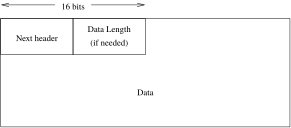 16 bits
Next header
Data Length
(if needed)
Data